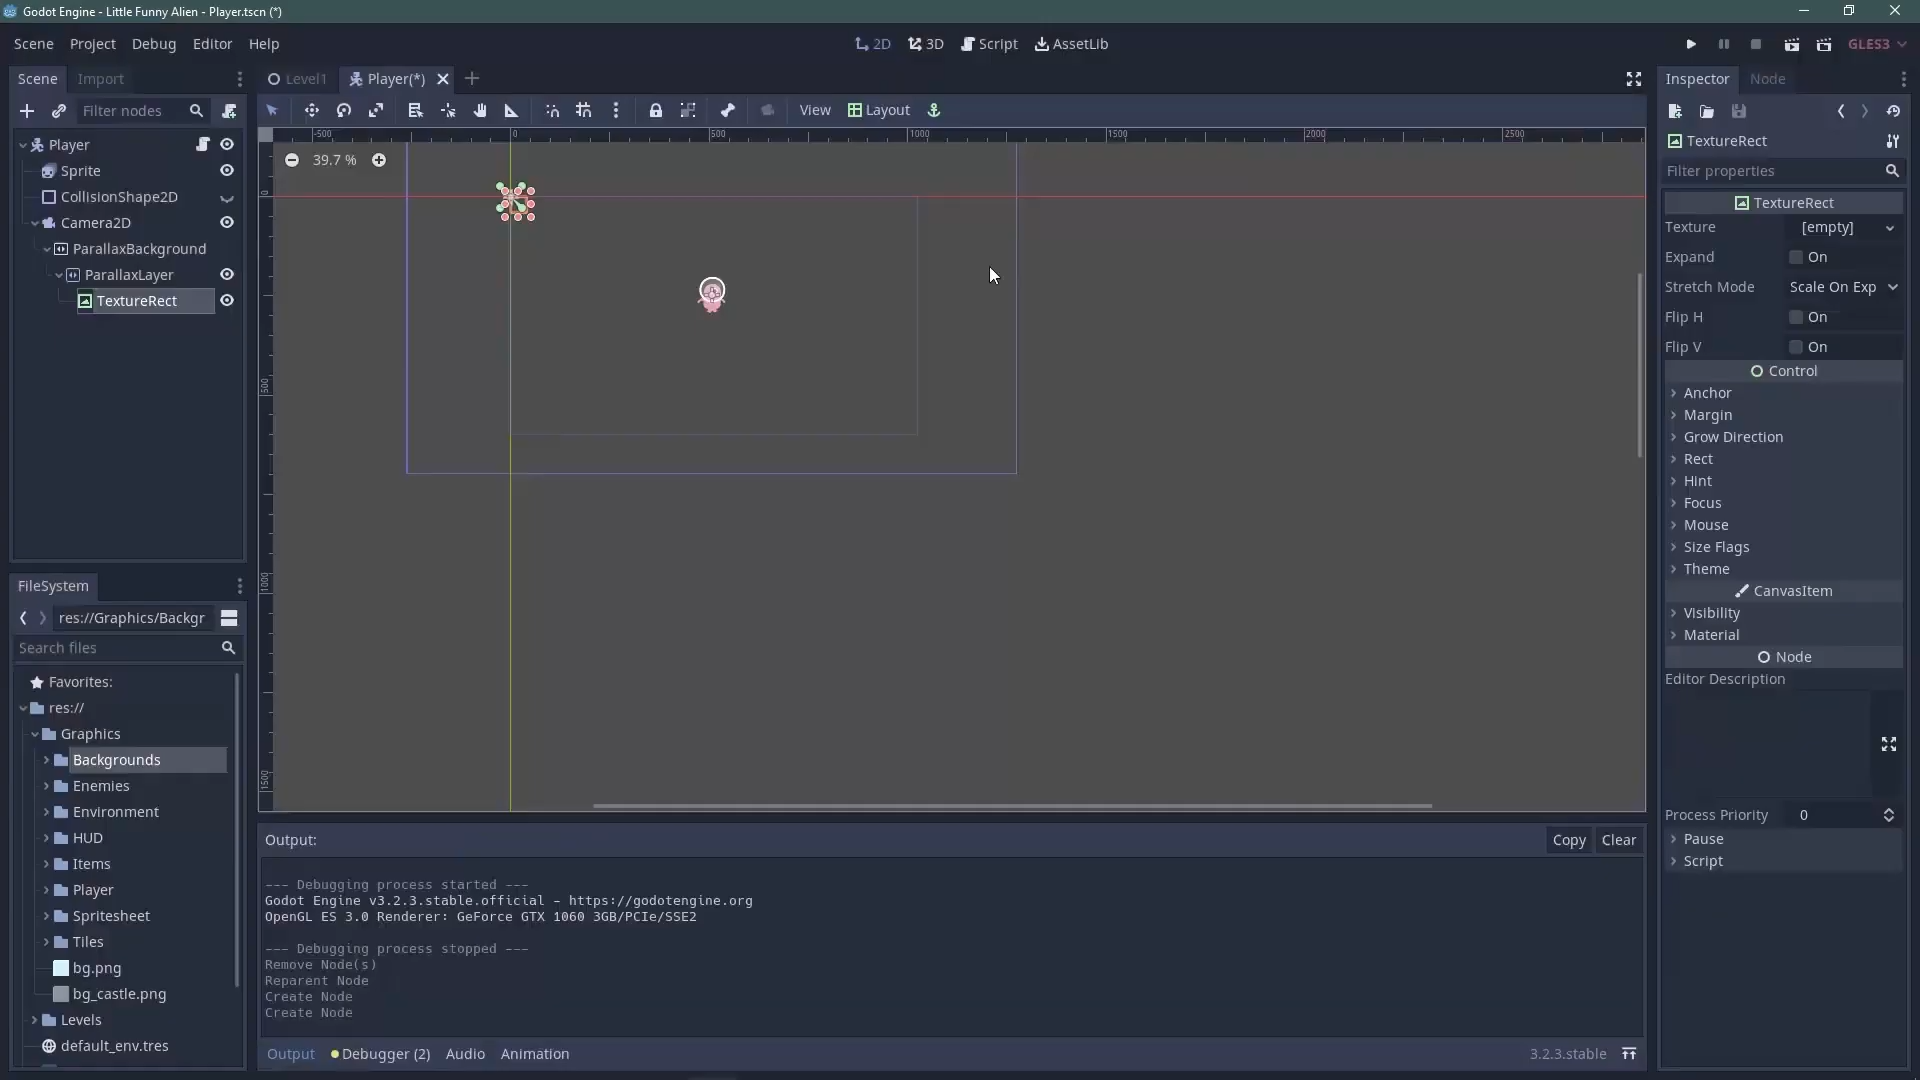 Godot Engine - Little Funny Alien - Player.tscn (*)
Scene Project Debug Editor Help
2D 3D Script AssetLib
GLES3
Scene Import
Level1 Player(*)
Inspector Node
Filter nodes
View Layout
Player
Sprite
CollisionShape2D
Camera2D
ParallaxBackground
ParallaxLayer
TextureRect
-500 0 500 1000 1500 2000 2500
39.7 %
0
500
1000
1500
TextureRect
Filter properties
TextureRect
Texture [empty]
Expand On
Stretch Mode Scale On Exp
Flip H On
Flip V On
Control
Anchor
Margin
Grow Direction
Rect
Hint
Focus
Mouse
Size Flags
Theme
CanvasItem
Visibility
Material
Node
Editor Description
Process Priority 0
Pause
Script
FileSystem
res://Graphics/Backgr
Search files
Favorites:
res://
Graphics
Backgrounds
Enemies
Environment
HUD
Items
Player
Spritesheet
Tiles
bg.png
bg_castle.png
Levels
default_env.tres
Output:
Copy Clear
--- Debugging process started ---
Godot Engine v3.2.3.stable.official - https://godotengine.org
OpenGL ES 3.0 Renderer: GeForce GTX 1060 3GB/PCIe/SSE2
--- Debugging process stopped ---
Remove Node(s)
Reparent Node
Create Node
Create Node
Output Debugger (2) Audio Animation
3.2.3.stable